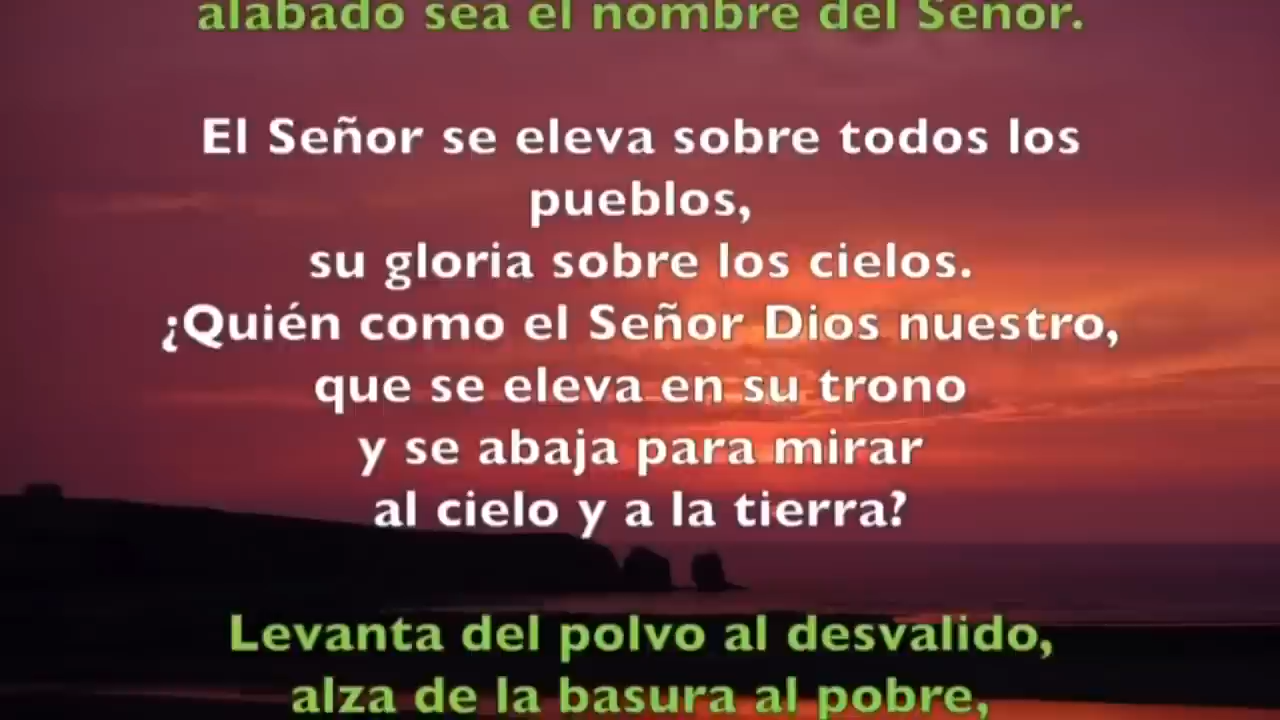 alabado sea el nombre del Señor.
El Señor se eleva sobre todos los
pueblos,
su gloria sobre los cielos.
¿Quién como el Señor Dios nuestro,
que se eleva en su trono
y se abaja para mirar
al cielo y a la tierra?
Levanta del polvo al desvalido,
alza de la basura al pobre,